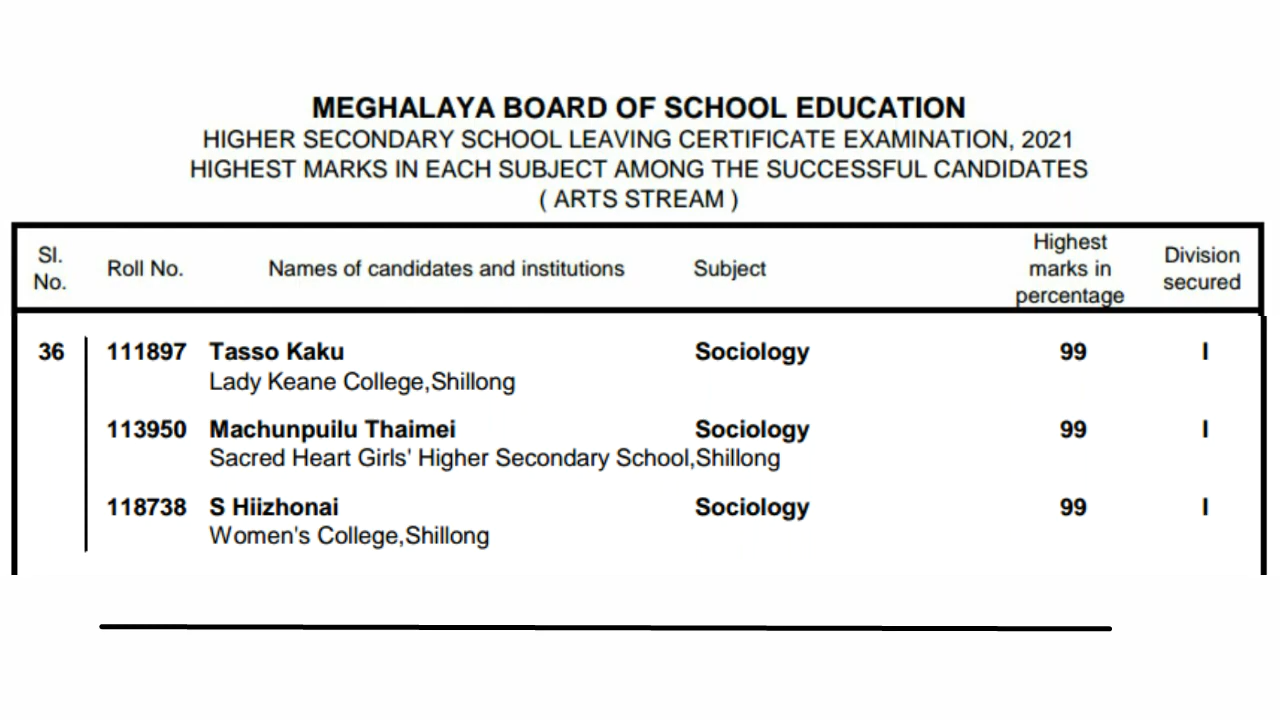 MEGHALAYA BOARD OF SCHOOL EDUCATION
HIGHER SECONDARY SCHOOL LEAVING CERTIFICATE EXAMINATION, 2021
HIGHEST MARKS IN EACH SUBJECT AMONG THE SUCCESSFUL CANDIDATES
( ARTS STREAM )
Sl. No. Roll No. Names of candidates and institutions Subject Highest marks in percentage Division secured
36 111897 Tasso Kaku Sociology 99 I
Lady Keane College,Shillong
113950 Machunpuilu Thaimei Sociology 99 I
Sacred Heart Girls' Higher Secondary School,Shillong
118738 S Hiizhonai Sociology 99 I
Women's College,Shillong